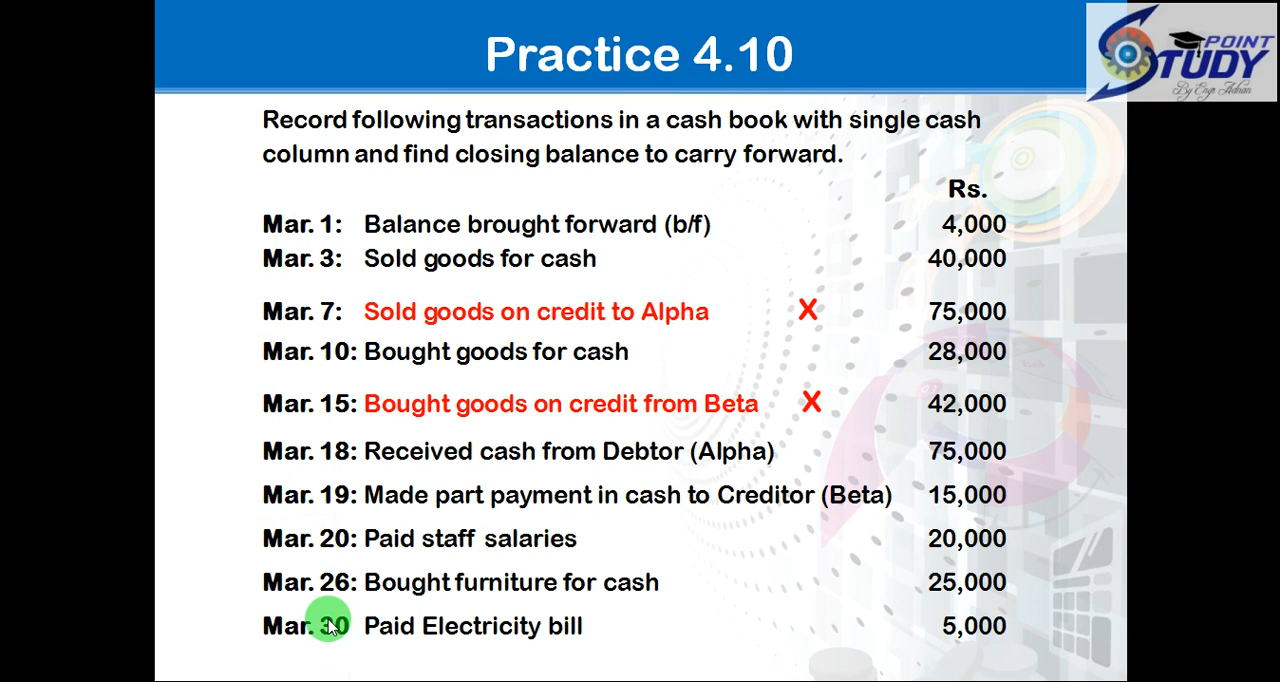 Practice 4.10
POINT
STUDY
By Engr Adnan
Record following transactions in a cash book with single cash
column and find closing balance to carry forward.
Rs.
Mar. 1: Balance brought forward (b/f) 4,000
Mar. 3: Sold goods for cash 40,000
Mar. 7: Sold goods on credit to Alpha X 75,000
Mar. 10: Bought goods for cash 28,000
Mar. 15: Bought goods on credit from Beta X 42,000
Mar. 18: Received cash from Debtor (Alpha) 75,000
Mar. 19: Made part payment in cash to Creditor (Beta) 15,000
Mar. 20: Paid staff salaries 20,000
Mar. 26: Bought furniture for cash 25,000
Mar. 30 Paid Electricity bill 5,000